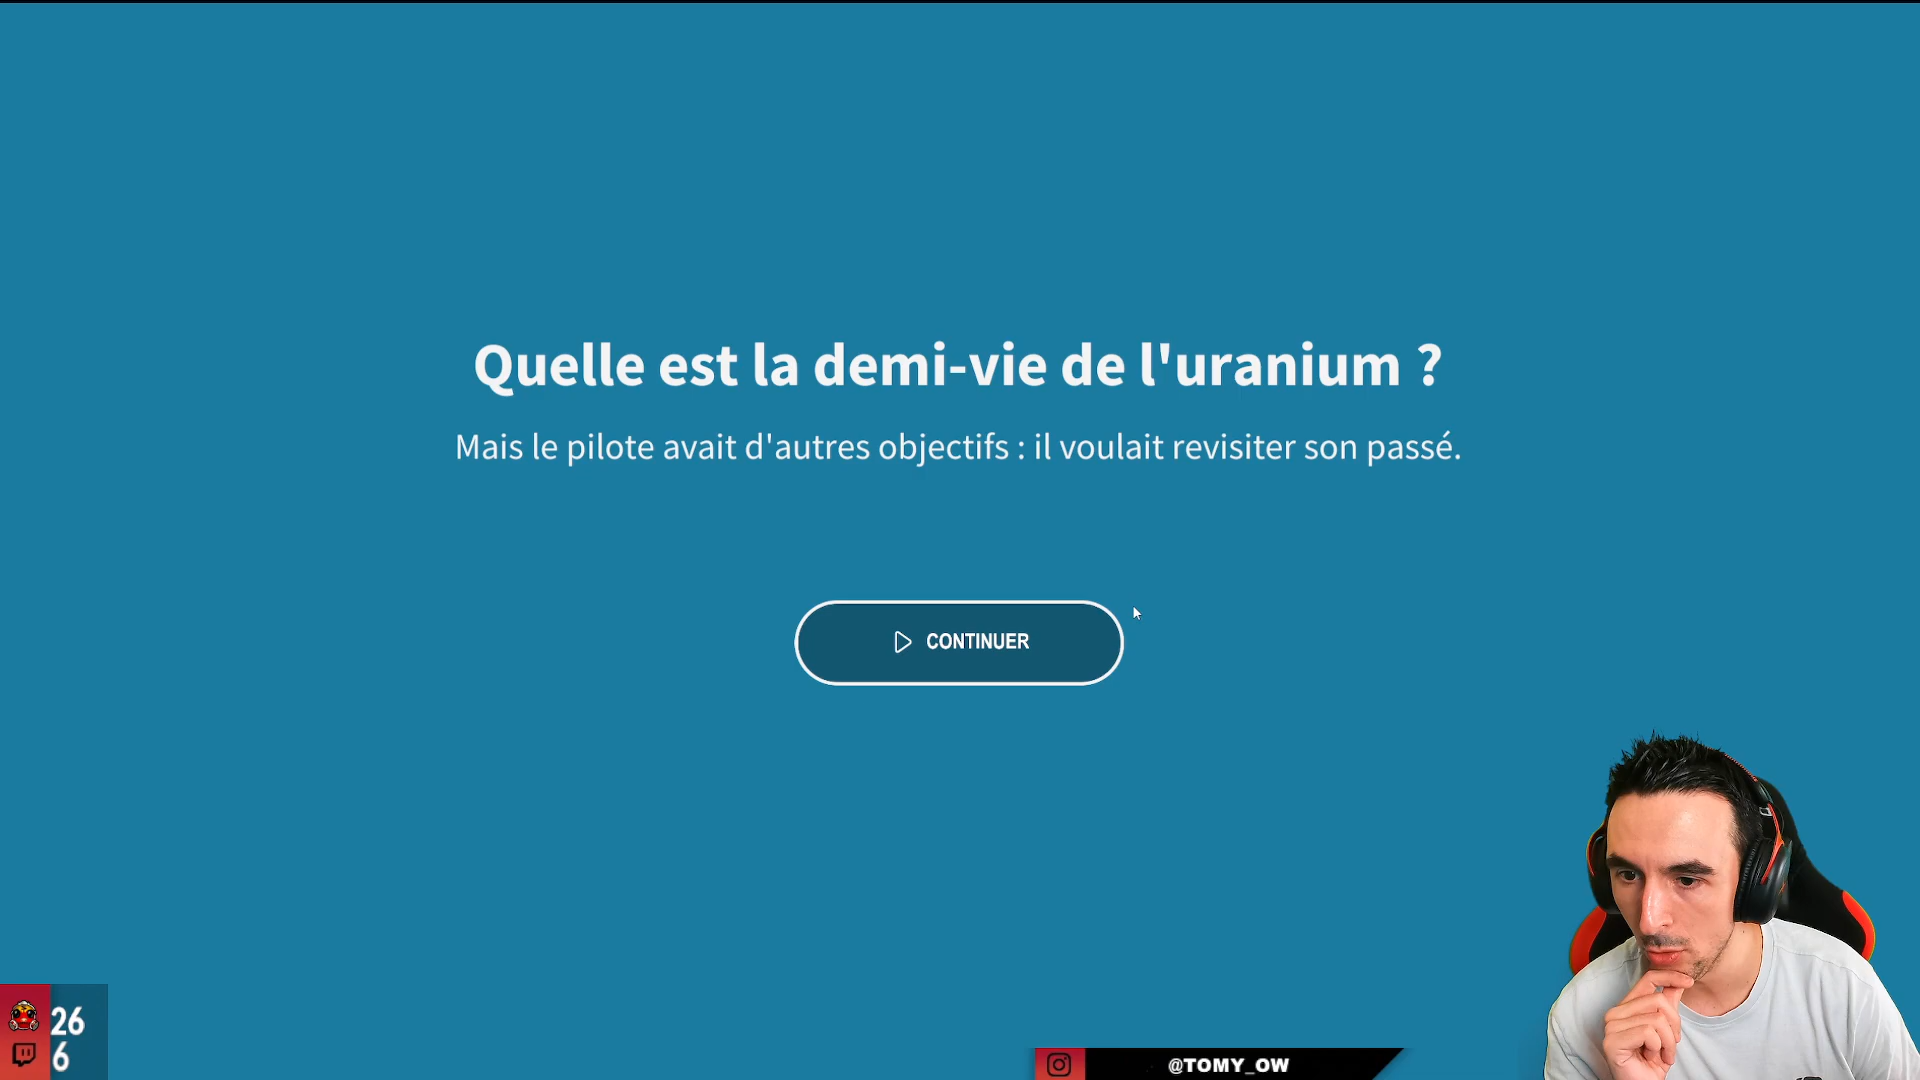 Quelle est la demi-vie de l'uranium ?
Mais le pilote avait d'autres objectifs : il voulait revisiter son passé.
CONTINUER
26
6
@TOMY_OW